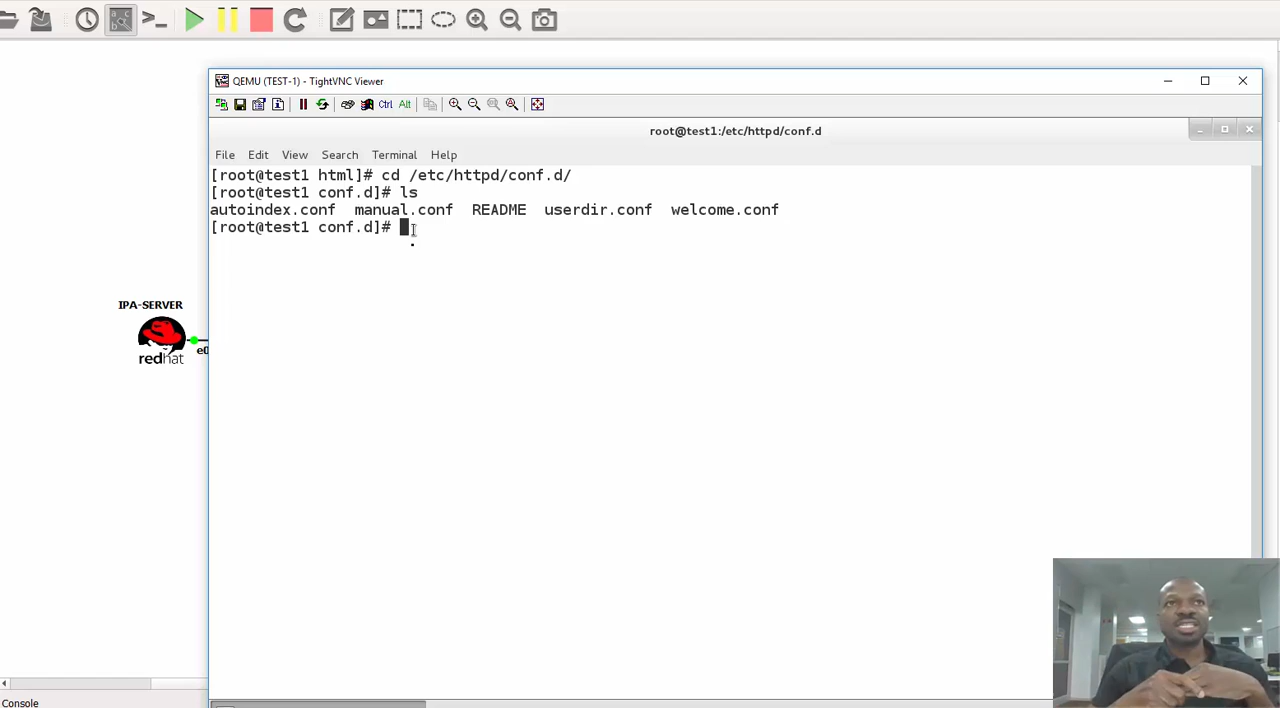 QEMU (TEST-1) - TightVNC Viewer
Ctrl Alt
root@test1:/etc/httpd/conf.d
File Edit View Search Terminal Help
[root@test1 html]# cd /etc/httpd/conf.d/
[root@test1 conf.d]# ls
autoindex.conf manual.conf README userdir.conf welcome.conf
[root@test1 conf.d]#
IPA-SERVER
redhat
e0
Console